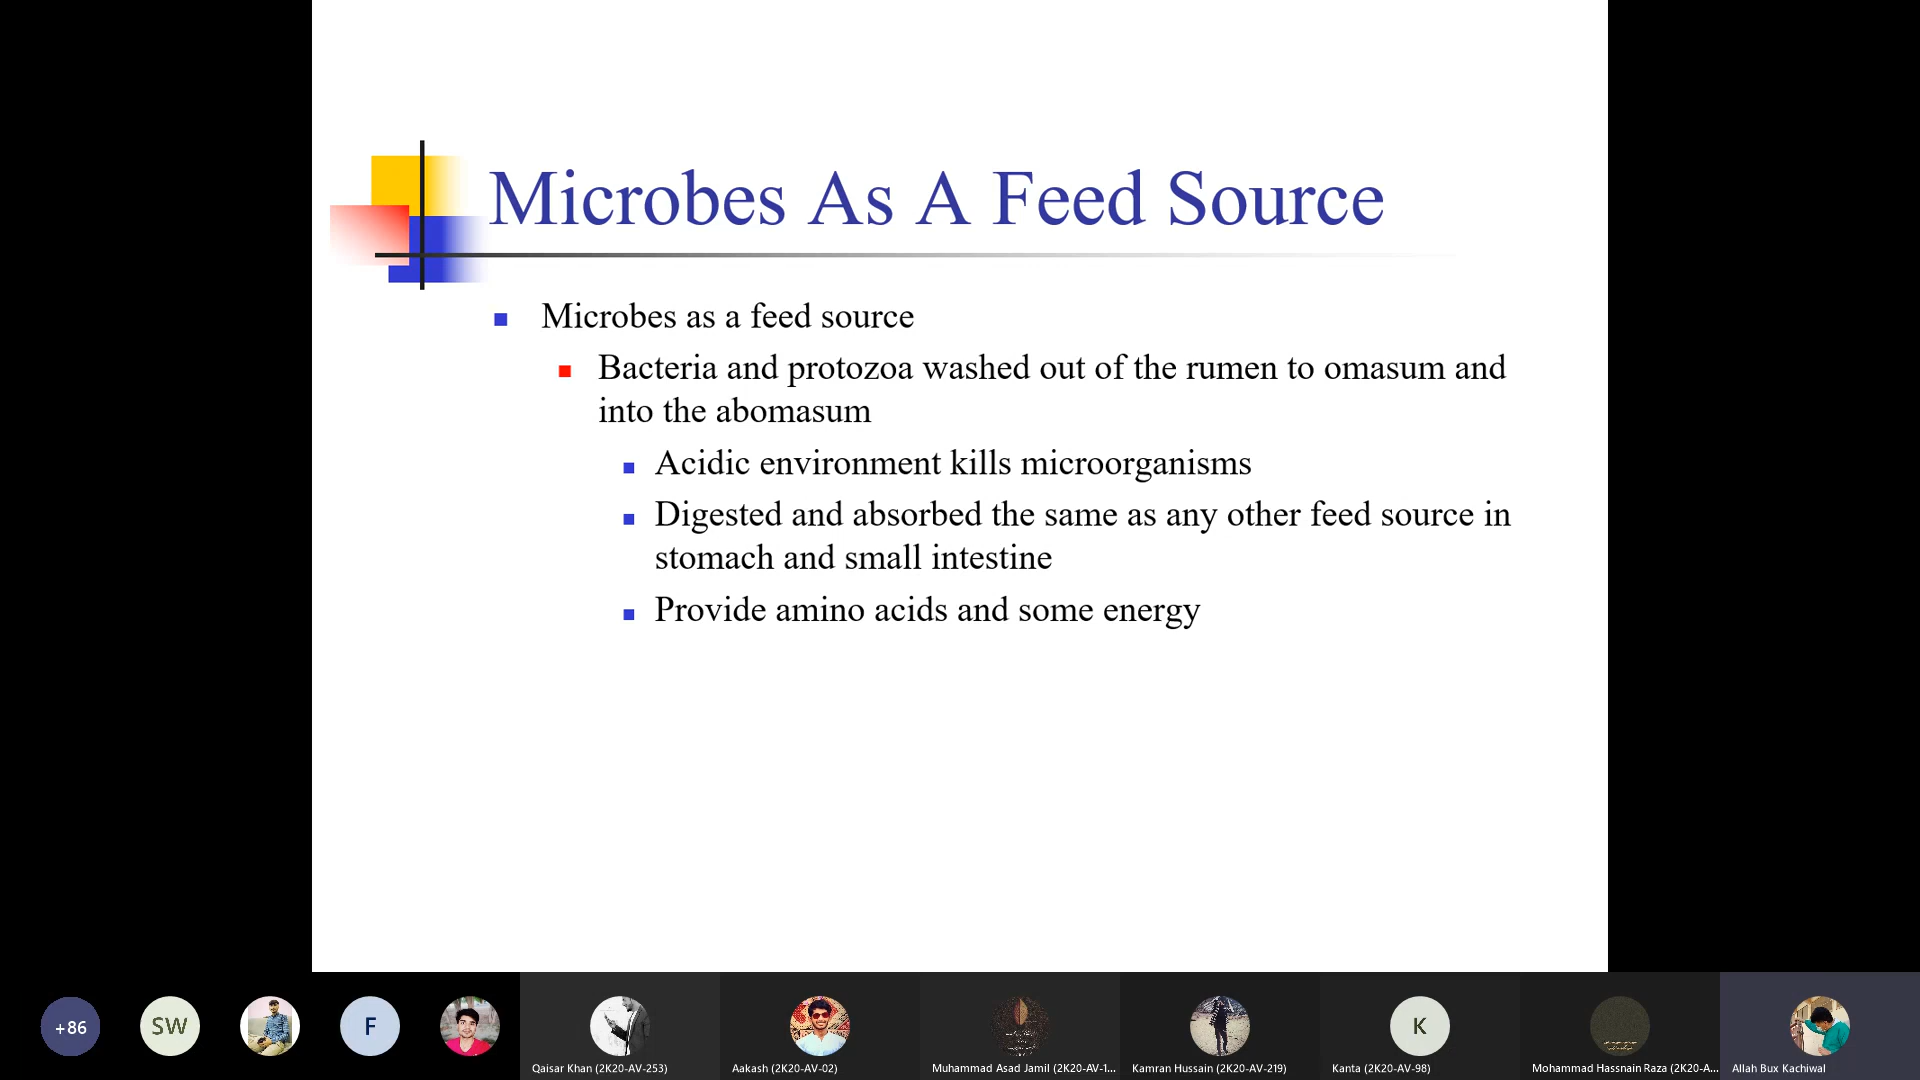 Microbes As A Feed Source
Microbes as a feed source
Bacteria and protozoa washed out of the rumen to omasum and
into the abomasum
Acidic environment kills microorganisms
Digested and absorbed the same as any other feed source in
stomach and small intestine
Provide amino acids and some energy
+86
SW
F
K
Qaisar Khan (2K20-AV-253)
Aakash (2K20-AV-02)
Muhammad Asad Jamil (2K20-AV-1...
Kamran Hussain (2K20-AV-219)
Kanta (2K20-AV-98)
Mohammad Hassnain Raza (2K20-A...
Allah Bux Kachiwal